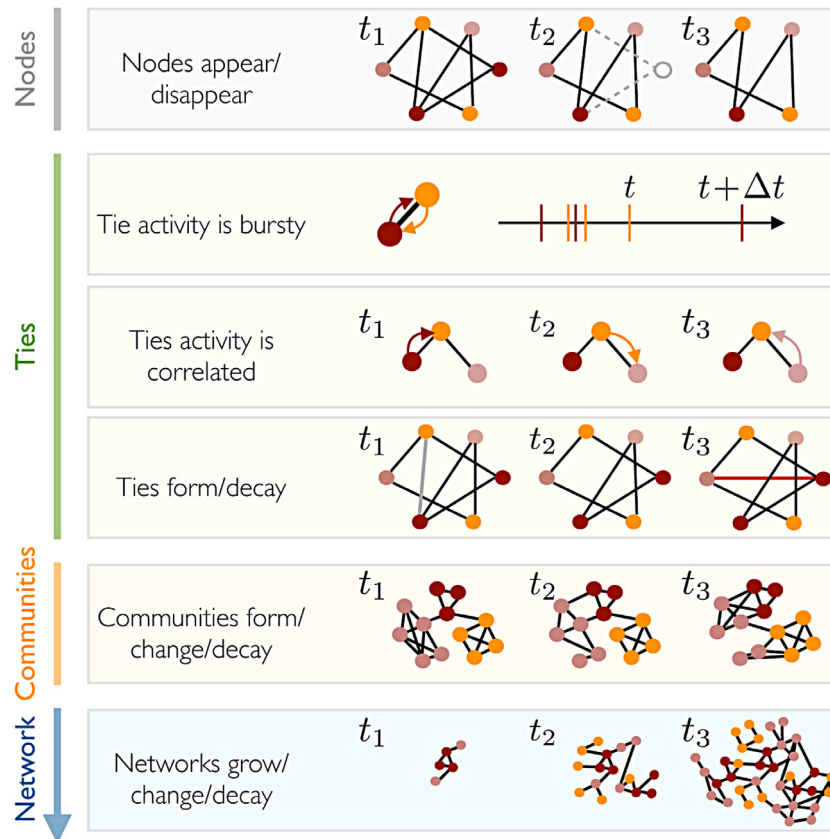 Nodes
Nodes appear/
disappear
t1
t2
t3
Ties
Tie activity is bursty
t
t + Δt
Ties activity is
correlated
t1
t2
t3
Ties form/decay
t1
t2
t3
Communities
Communities form/
change/decay
t1
t2
t3
Network
Networks grow/
change/decay
t1
t2
t3